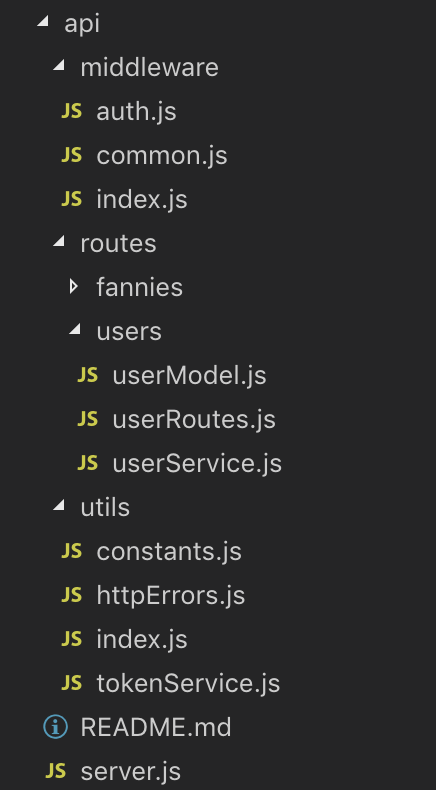 api
middleware
JS auth.js
JS common.js
JS index.js
routes
fannies
users
JS userModel.js
JS userRoutes.js
JS userService.js
utils
JS constants.js
JS httpErrors.js
JS index.js
JS tokenService.js
README.md
JS server.js